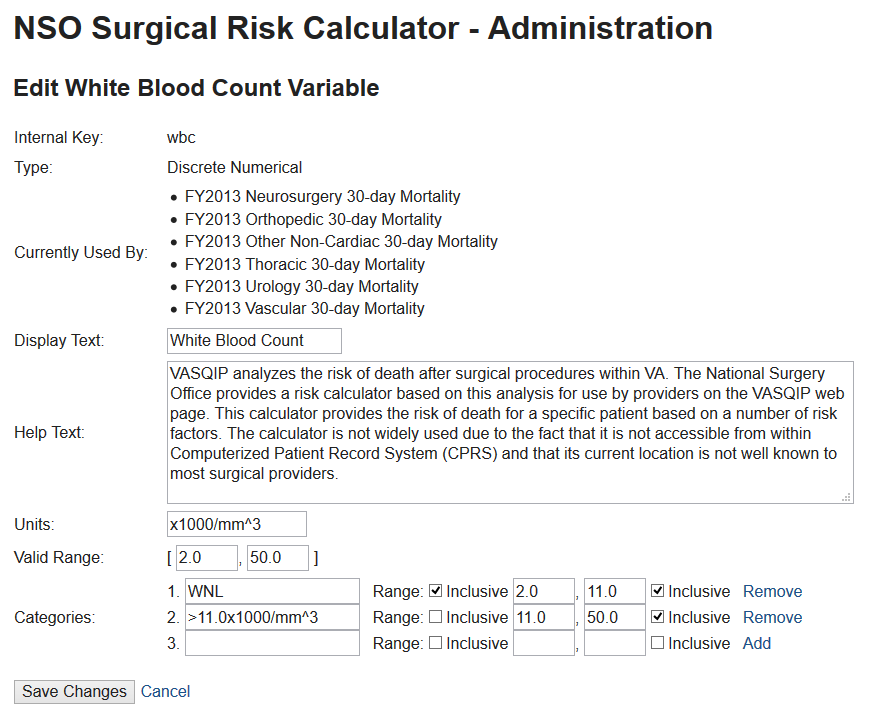 NSO Surgical Risk Calculator - Administration
Edit White Blood Count Variable
Internal Key: wbc
Type: Discrete Numerical
Currently Used By:
• FY2013 Neurosurgery 30-day Mortality
• FY2013 Orthopedic 30-day Mortality
• FY2013 Other Non-Cardiac 30-day Mortality
• FY2013 Thoracic 30-day Mortality
• FY2013 Urology 30-day Mortality
• FY2013 Vascular 30-day Mortality
Display Text: White Blood Count
Help Text:
VASQIP analyzes the risk of death after surgical procedures within VA. The National Surgery
Office provides a risk calculator based on this analysis for use by providers on the VASQIP web
page. This calculator provides the risk of death for a specific patient based on a number of risk
factors. The calculator is not widely used due to the fact that it is not accessible from within
Computerized Patient Record System (CPRS) and that its current location is not well known to
most surgical providers.
Units: x1000/mm^3
Valid Range: [ 2.0 , 50.0 ]
Categories:
1. WNL Range: Inclusive 2.0 , 11.0 Inclusive Remove
2. >11.0x1000/mm^3 Range: Inclusive 11.0 , 50.0 Inclusive Remove
3. Range: Inclusive , Inclusive Add
Save Changes Cancel